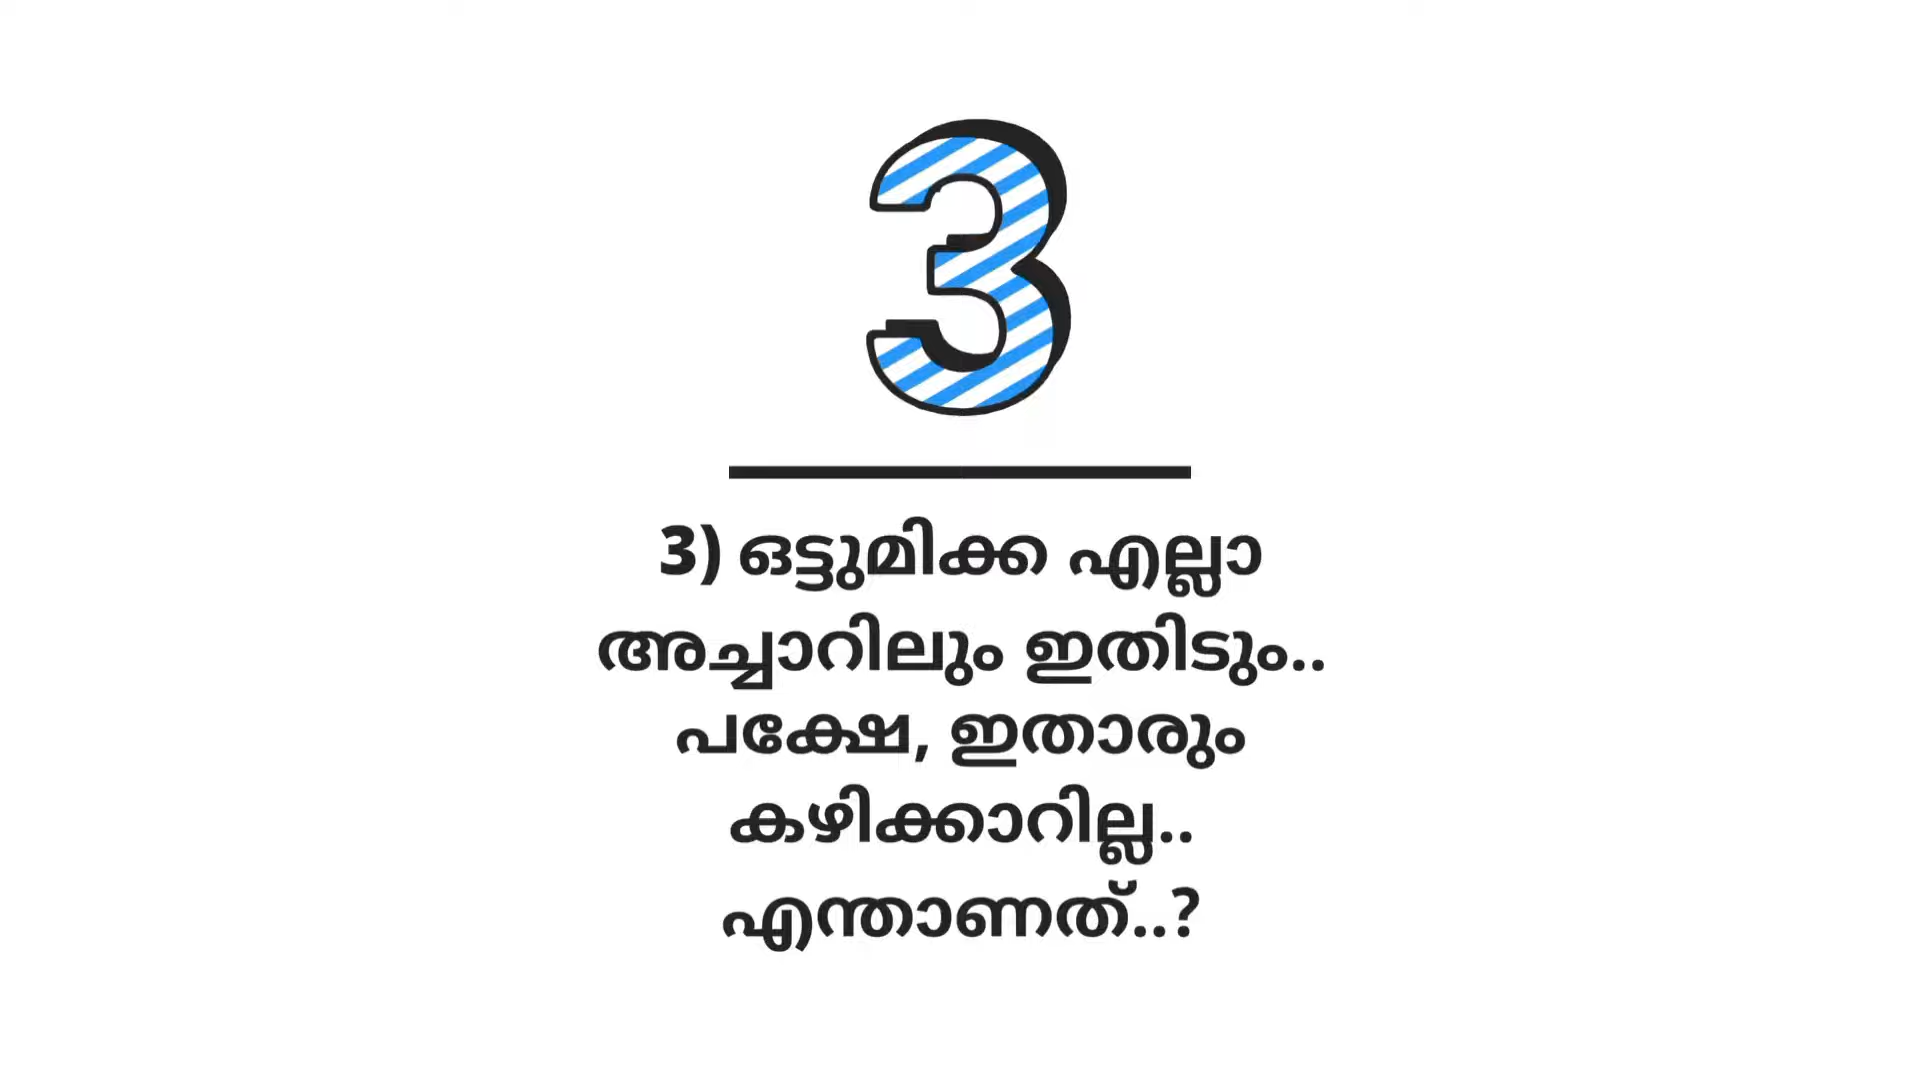 3
3) ഒട്ടുമിക്ക എല്ലാ
അച്ചാറിലും ഇതിടും..
പക്ഷേ, ഇതാരും
കഴിക്കാറില്ല..
എന്താണത്..?